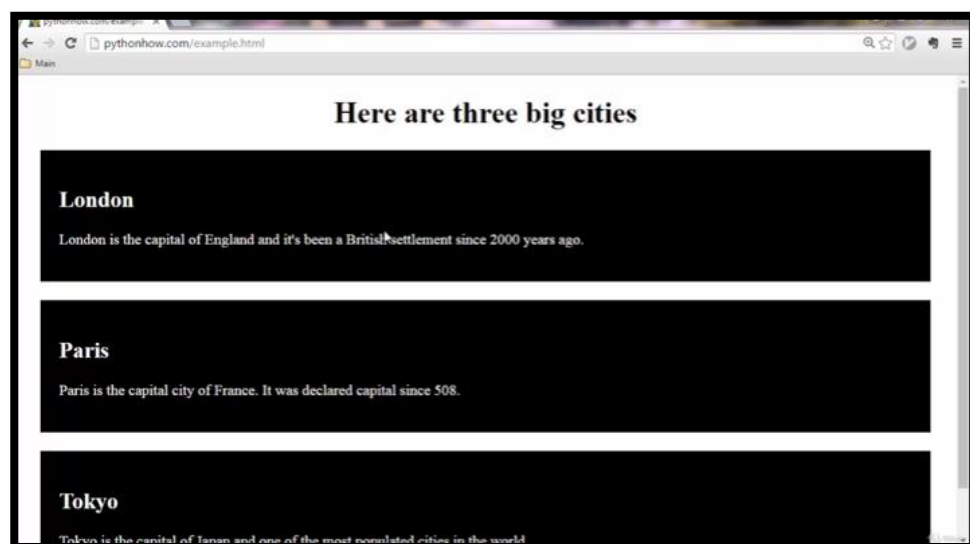 pythonhow.com/example.html
Main
Here are three big cities
London
London is the capital of England and it's been a British settlement since 2000 years ago.
Paris
Paris is the capital city of France. It was declared capital since 508.
Tokyo
Tokyo is the capital of Japan and one of the most populated cities in the world